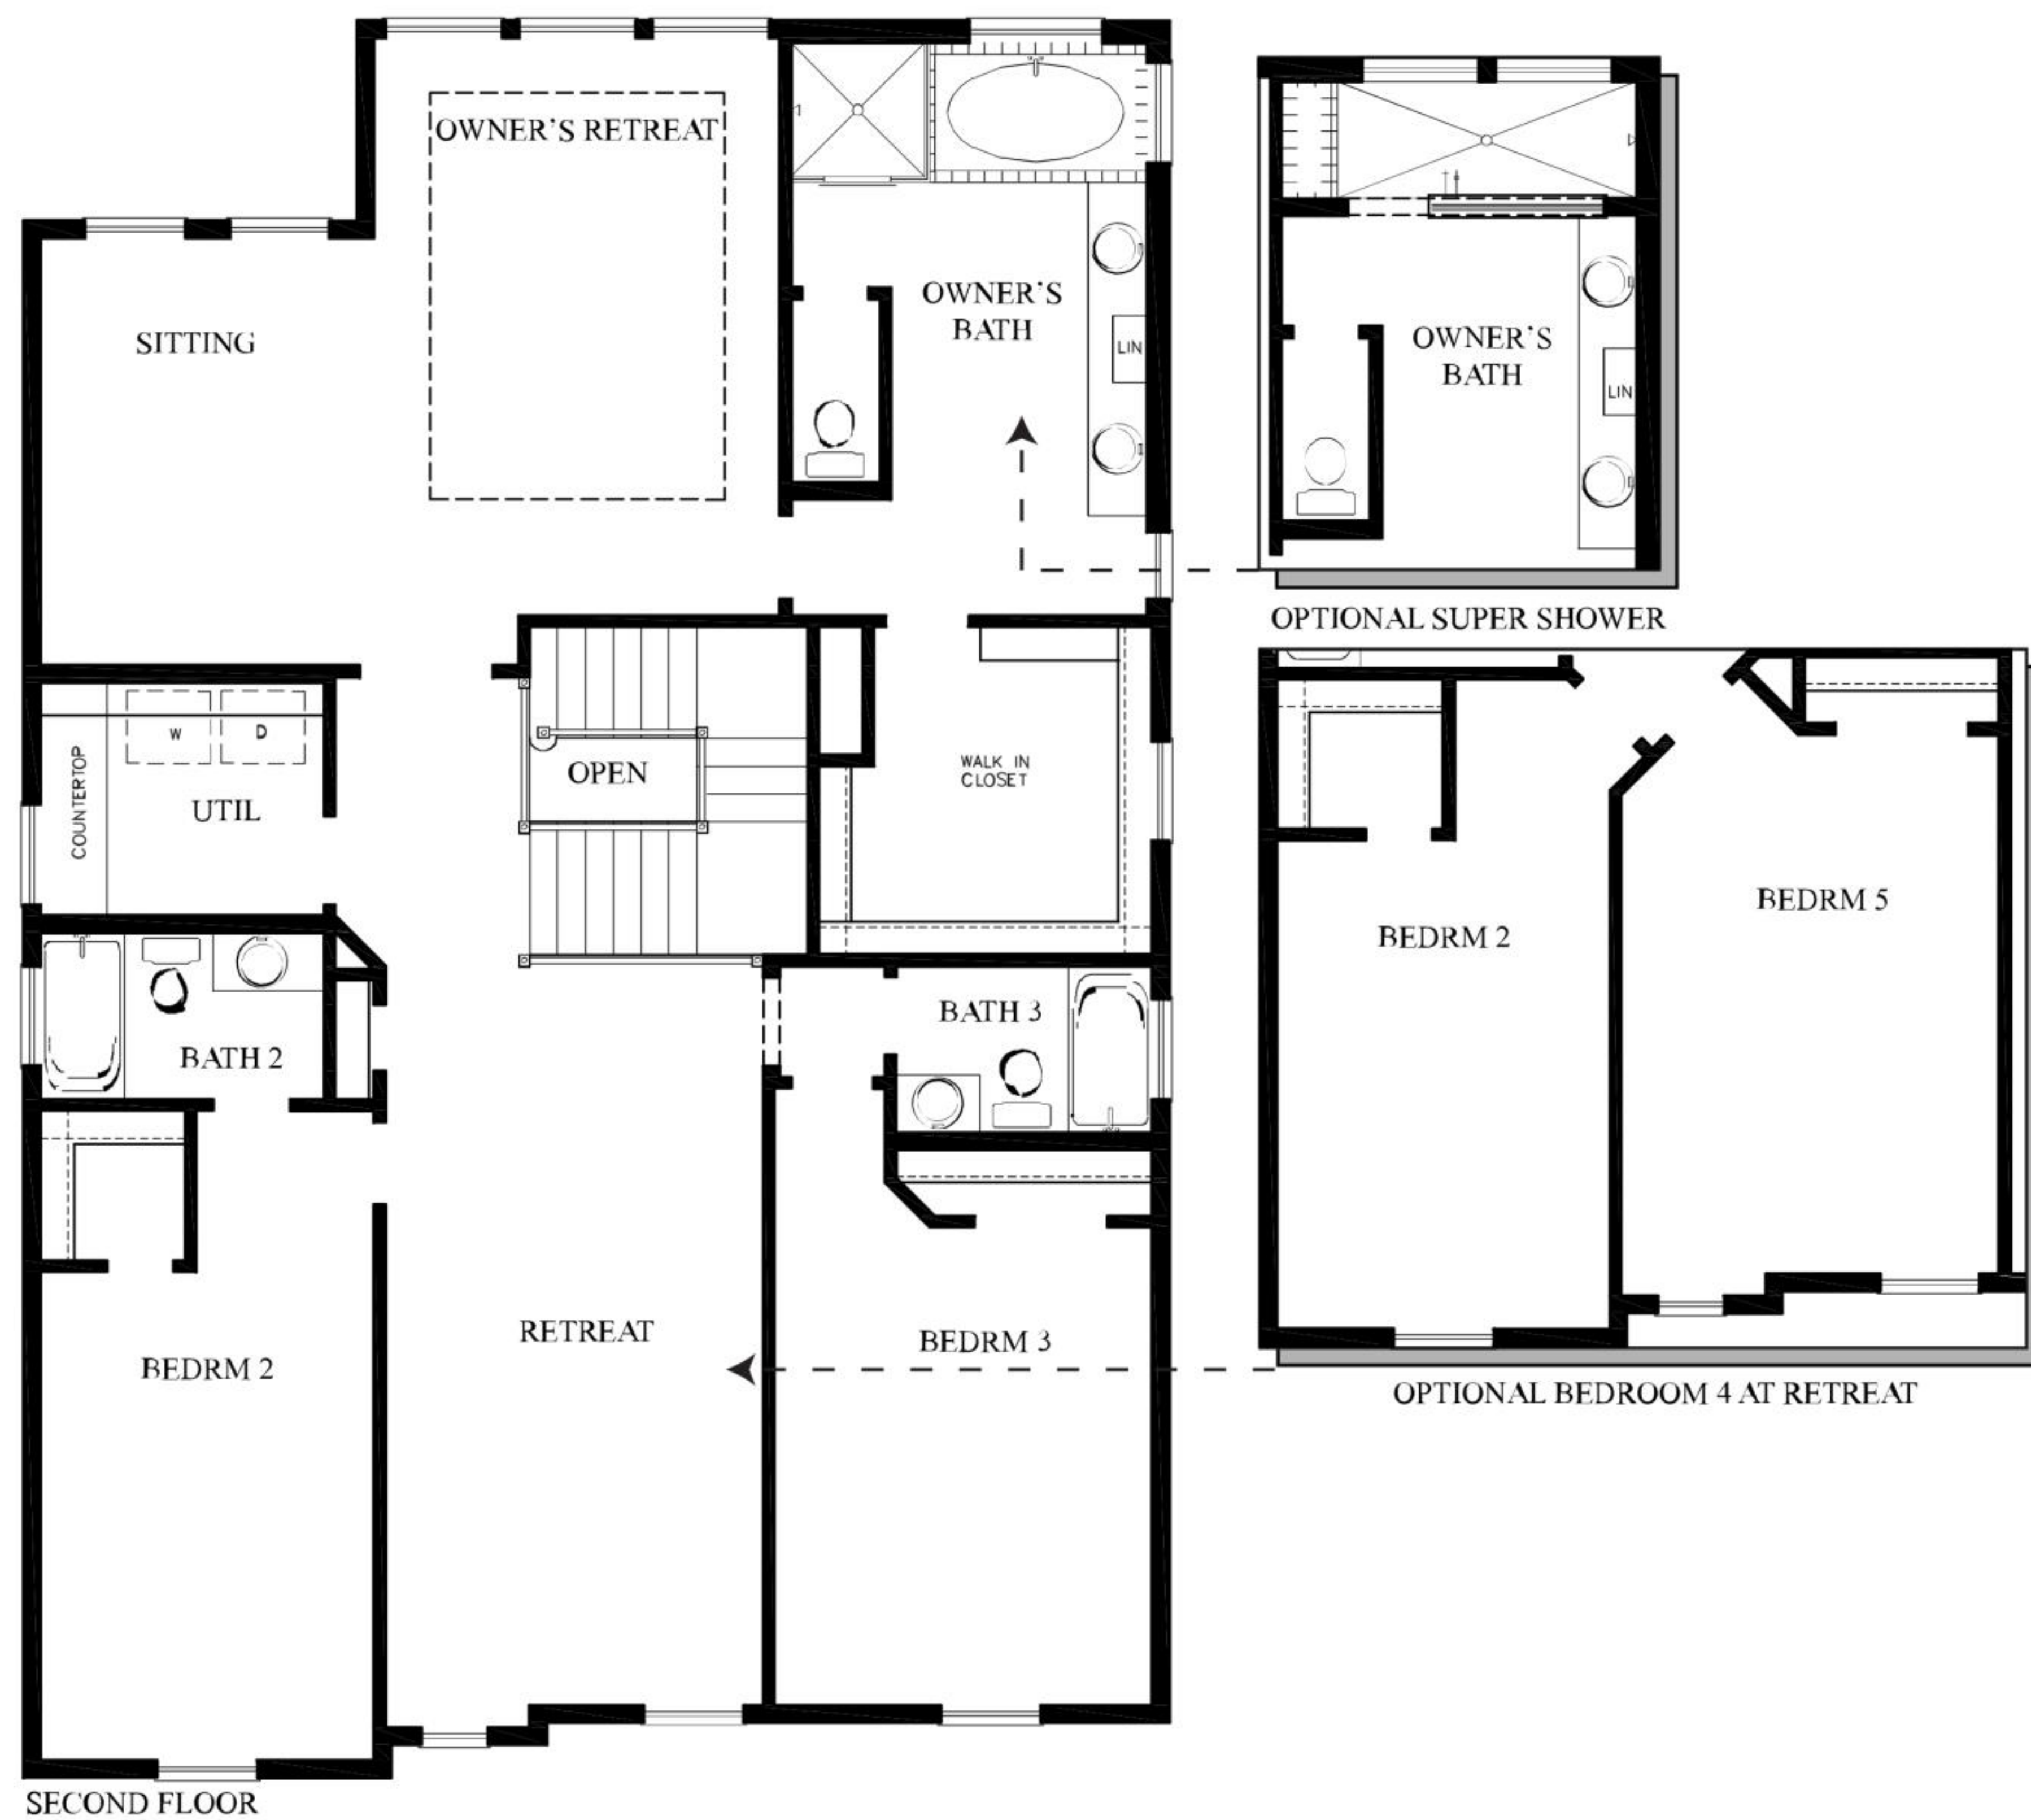 OWNER'S RETREAT
SITTING
OWNER'S
BATH
LIN
OWNER'S
BATH
LIN
OPTIONAL SUPER SHOWER
W
D
COUNTERTOP
UTIL
OPEN
WALK IN
CLOSET
BATH 2
BATH 3
BEDRM 2
RETREAT
BEDRM 3
BEDRM 2
BEDRM 5
OPTIONAL BEDROOM 4 AT RETREAT
SECOND FLOOR